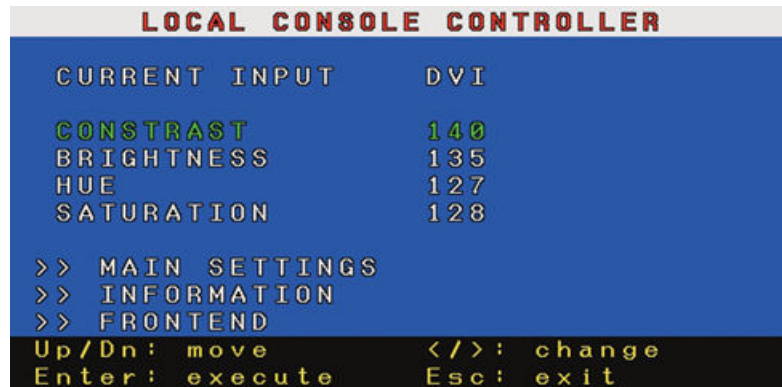 LOCAL CONSOLE CONTROLLER
CURRENT INPUT DVI
CONSTRAST 140
BRIGHTNESS 135
HUE 127
SATURATION 128
>> MAIN SETTINGS
>> INFORMATION
>> FRONTEND
Up/Dn: move </>: change
Enter: execute Esc: exit